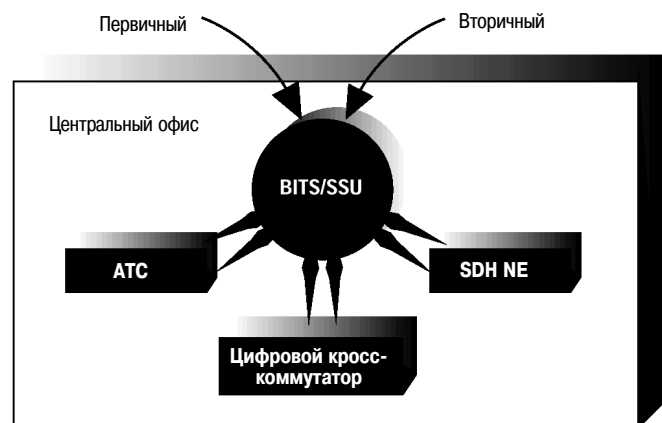 Первичный
Вторичный
Центральный офис
BITS/SSU
АТС
SDH NE
Цифровой кросс-
коммутатор